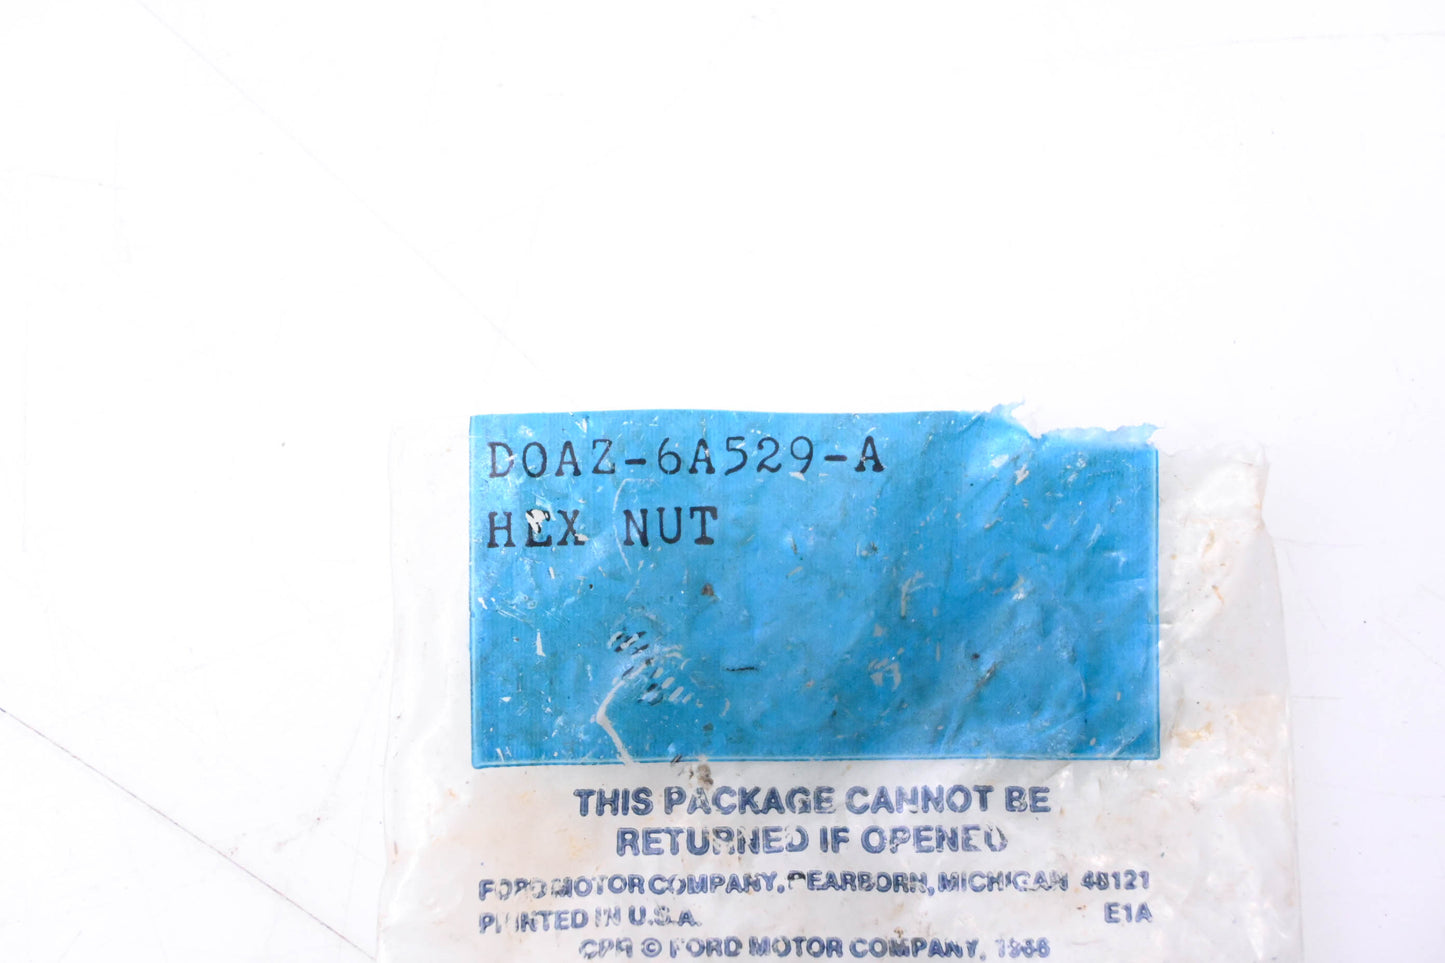 DOAZ-6A529-A
HEX NUT
THIS PACKAGE CANNOT BE
RETURNED IF OPENED
FORD MOTOR COMPANY, DEARBORN, MICHIGAN 48121
PRINTED IN U.S.A. E1A
CPR © FORD MOTOR COMPANY,